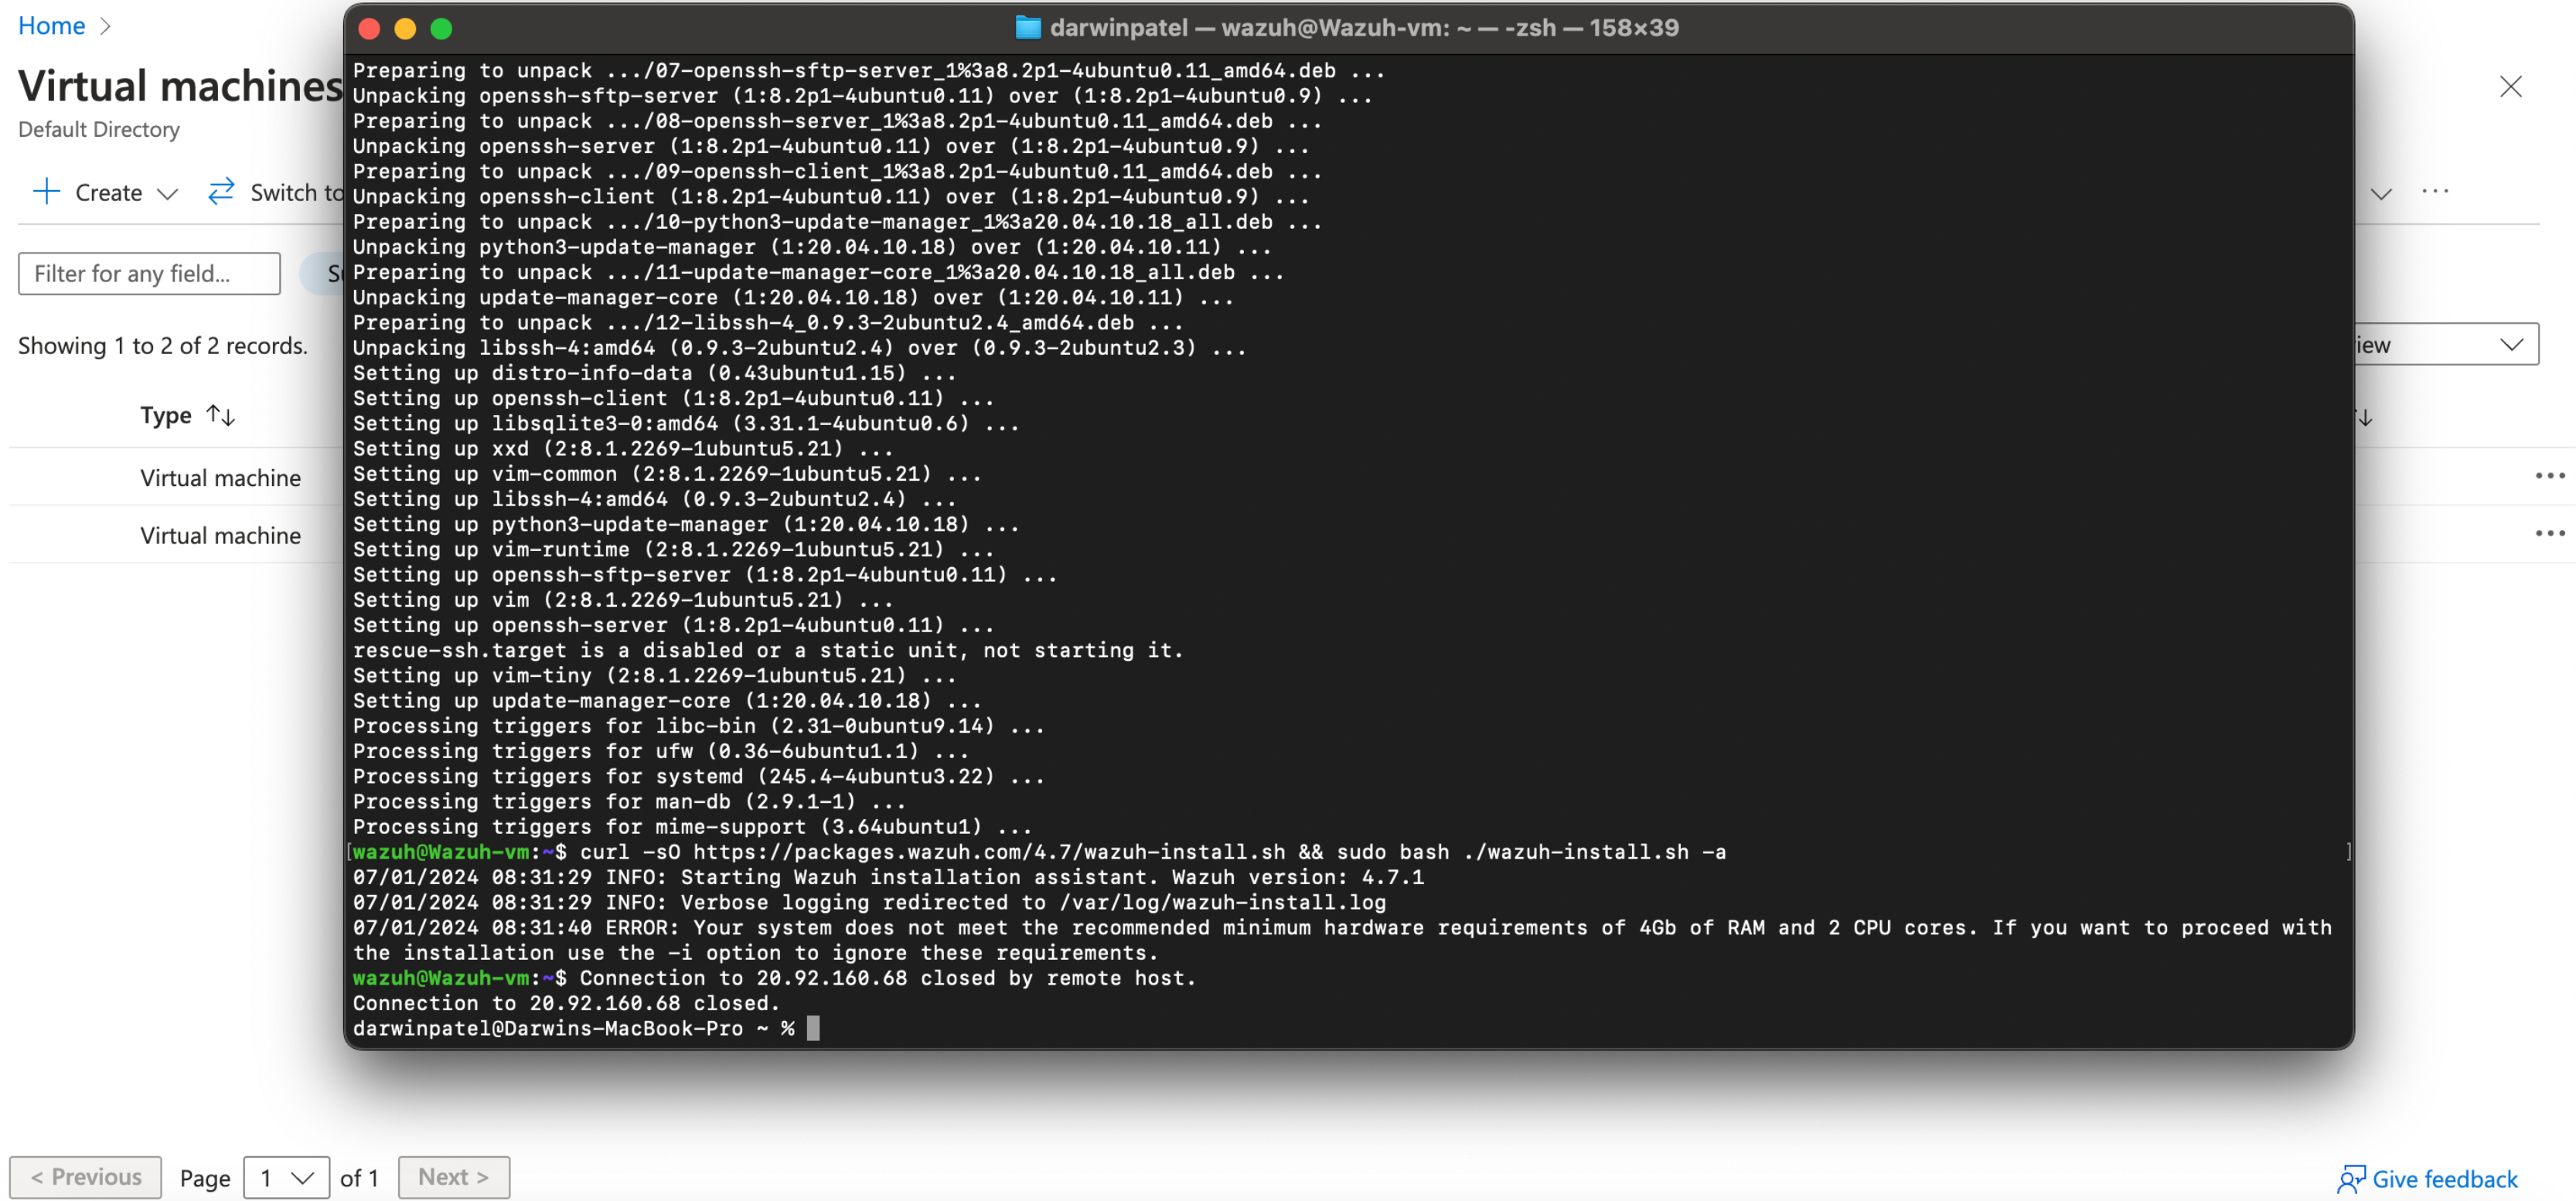 Home
Virtual machines
Default Directory
Create
Switch to
Filter for any field...
Showing 1 to 2 of 2 records.
iew
Type
Virtual machine
Virtual machine
darwinpatel — wazuh@Wazuh-vm: ~ — -zsh — 158×39
Preparing to unpack .../07-openssh-sftp-server_1%3a8.2p1-4ubuntu0.11_amd64.deb ...
Unpacking openssh-sftp-server (1:8.2p1-4ubuntu0.11) over (1:8.2p1-4ubuntu0.9) ...
Preparing to unpack .../08-openssh-server_1%3a8.2p1-4ubuntu0.11_amd64.deb ...
Unpacking openssh-server (1:8.2p1-4ubuntu0.11) over (1:8.2p1-4ubuntu0.9) ...
Preparing to unpack .../09-openssh-client_1%3a8.2p1-4ubuntu0.11_amd64.deb ...
Unpacking openssh-client (1:8.2p1-4ubuntu0.11) over (1:8.2p1-4ubuntu0.9) ...
Preparing to unpack .../10-python3-update-manager_1%3a20.04.10.18_all.deb ...
Unpacking python3-update-manager (1:20.04.10.18) over (1:20.04.10.11) ...
Preparing to unpack .../11-update-manager-core_1%3a20.04.10.18_all.deb ...
Unpacking update-manager-core (1:20.04.10.18) over (1:20.04.10.11) ...
Preparing to unpack .../12-libssh-4_0.9.3-2ubuntu2.4_amd64.deb ...
Unpacking libssh-4:amd64 (0.9.3-2ubuntu2.4) over (0.9.3-2ubuntu2.3) ...
Setting up distro-info-data (0.43ubuntu1.15) ...
Setting up openssh-client (1:8.2p1-4ubuntu0.11) ...
Setting up libsqlite3-0:amd64 (3.31.1-4ubuntu0.6) ...
Setting up xxd (2:8.1.2269-1ubuntu5.21) ...
Setting up vim-common (2:8.1.2269-1ubuntu5.21) ...
Setting up libssh-4:amd64 (0.9.3-2ubuntu2.4) ...
Setting up python3-update-manager (1:20.04.10.18) ...
Setting up vim-runtime (2:8.1.2269-1ubuntu5.21) ...
Setting up openssh-sftp-server (1:8.2p1-4ubuntu0.11) ...
Setting up vim (2:8.1.2269-1ubuntu5.21) ...
Setting up openssh-server (1:8.2p1-4ubuntu0.11) ...
rescue-ssh.target is a disabled or a static unit, not starting it.
Setting up vim-tiny (2:8.1.2269-1ubuntu5.21) ...
Setting up update-manager-core (1:20.04.10.18) ...
Processing triggers for libc-bin (2.31-0ubuntu9.14) ...
Processing triggers for ufw (0.36-6ubuntu1.1) ...
Processing triggers for systemd (245.4-4ubuntu3.22) ...
Processing triggers for man-db (2.9.1-1) ...
Processing triggers for mime-support (3.64ubuntu1) ...
[wazuh@Wazuh-vm:~$ curl -sO https://packages.wazuh.com/4.7/wazuh-install.sh && sudo bash ./wazuh-install.sh -a ]
07/01/2024 08:31:29 INFO: Starting Wazuh installation assistant. Wazuh version: 4.7.1
07/01/2024 08:31:29 INFO: Verbose logging redirected to /var/log/wazuh-install.log
07/01/2024 08:31:40 ERROR: Your system does not meet the recommended minimum hardware requirements of 4Gb of RAM and 2 CPU cores. If you want to proceed with
the installation use the -i option to ignore these requirements.
wazuh@Wazuh-vm:~$ Connection to 20.92.160.68 closed by remote host.
Connection to 20.92.160.68 closed.
darwinpatel@Darwins-MacBook-Pro ~ %
< Previous Page 1 of 1 Next >
Give feedback